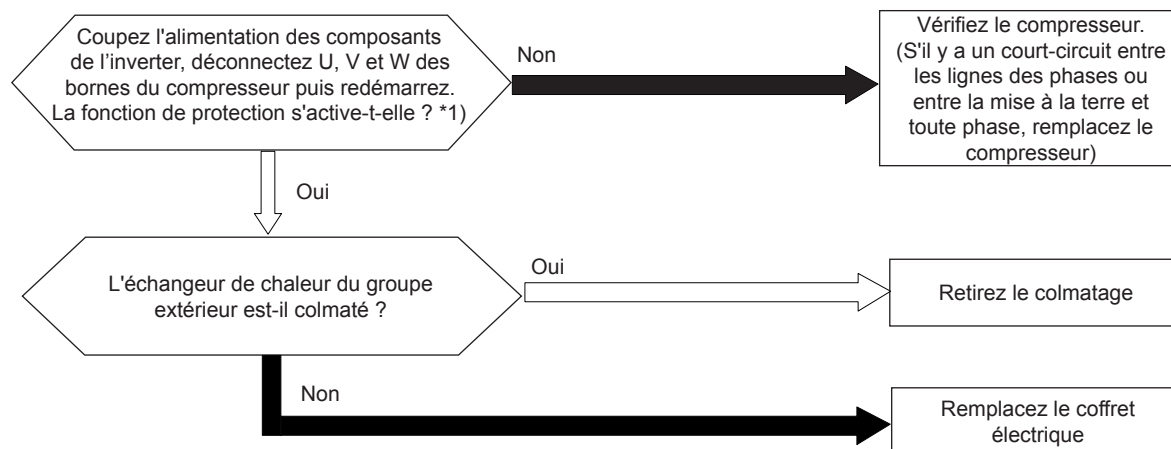 Coupez l'alimentation des composants
de l’inverter, déconnectez U, V et W des
bornes du compresseur puis redémarrez.
La fonction de protection s'active-t-elle ? *1)
Non
Vérifiez le compresseur.
(S'il y a un court-circuit entre
les lignes des phases ou
entre la mise à la terre et
toute phase, remplacez le
compresseur)
Oui
L'échangeur de chaleur du groupe
extérieur est-il colmaté ?
Oui
Retirez le colmatage
Non
Remplacez le coffret
électrique